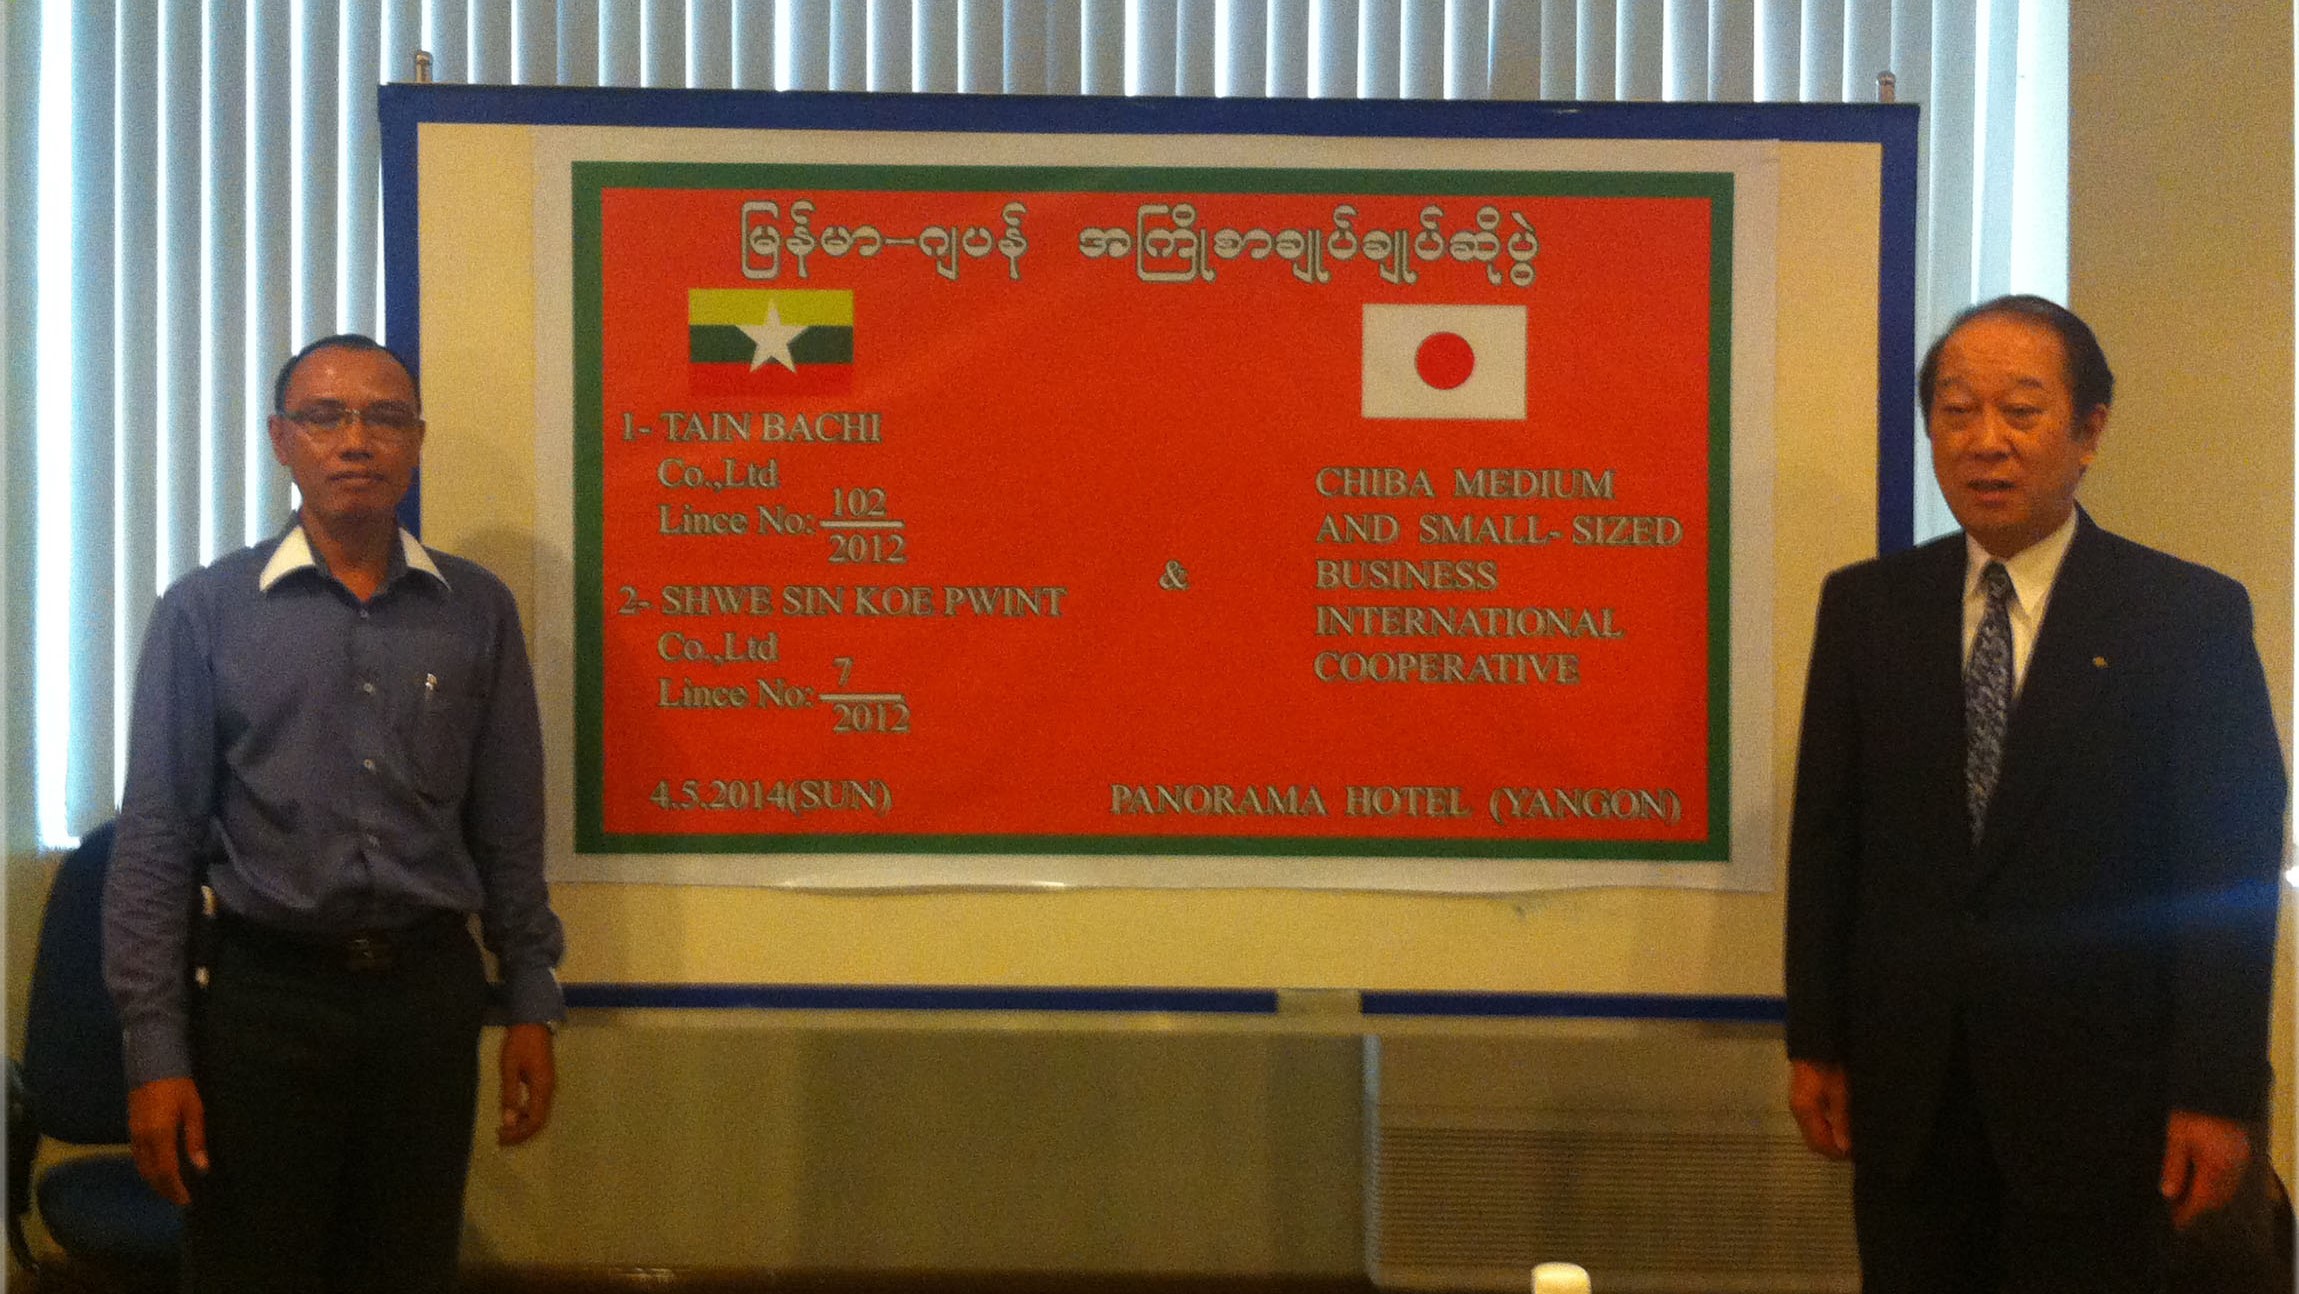 မြန်မာ-ဂျပန် အကြိုစာချုပ်ချုပ်ဆိုပွဲ
1- TAIN BACHI
Co.,Ltd
Lince No: 102/2012
2- SHWE SIN KOE PWINT
Co.,Ltd
Lince No: 7/2012
&
CHIBA MEDIUM
AND SMALL- SIZED
BUSINESS
INTERNATIONAL
COOPERATIVE
4.5.2014(SUN)
PANORAMA HOTEL (YANGON)